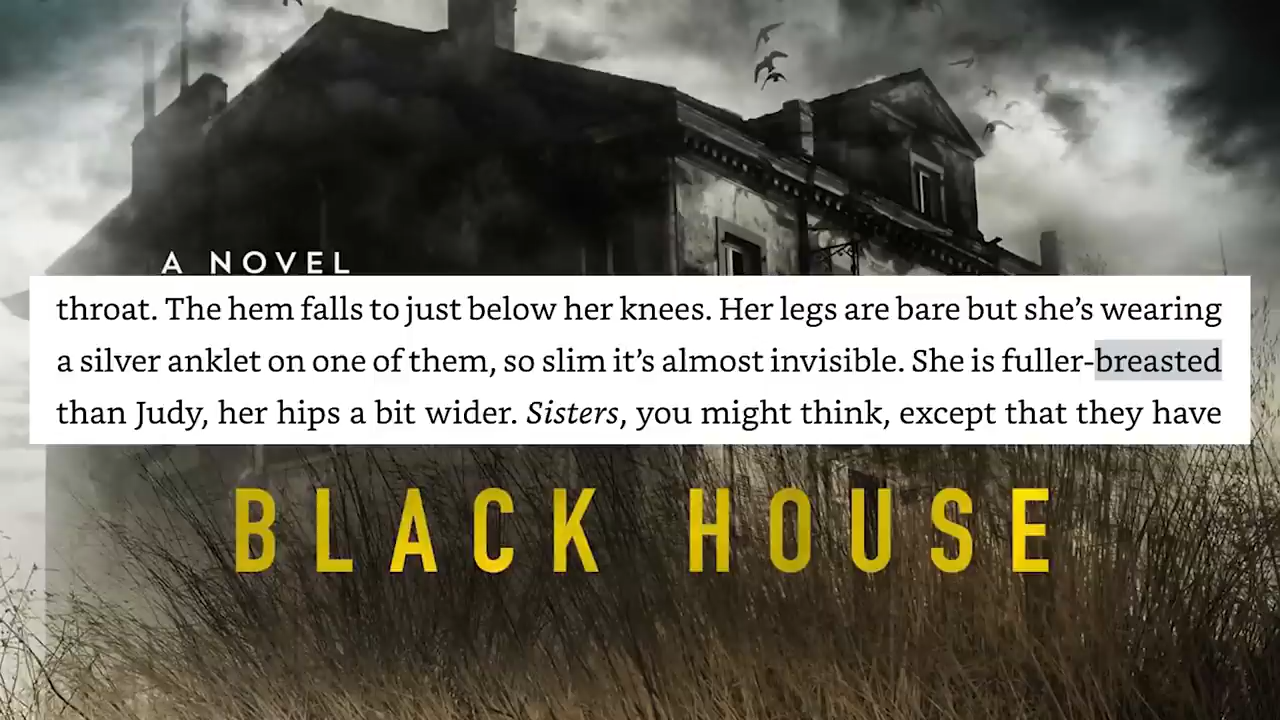 A NOVEL
throat. The hem falls to just below her knees. Her legs are bare but she’s wearing
a silver anklet on one of them, so slim it’s almost invisible. She is fuller-breasted
than Judy, her hips a bit wider. Sisters, you might think, except that they have
BLACK HOUSE